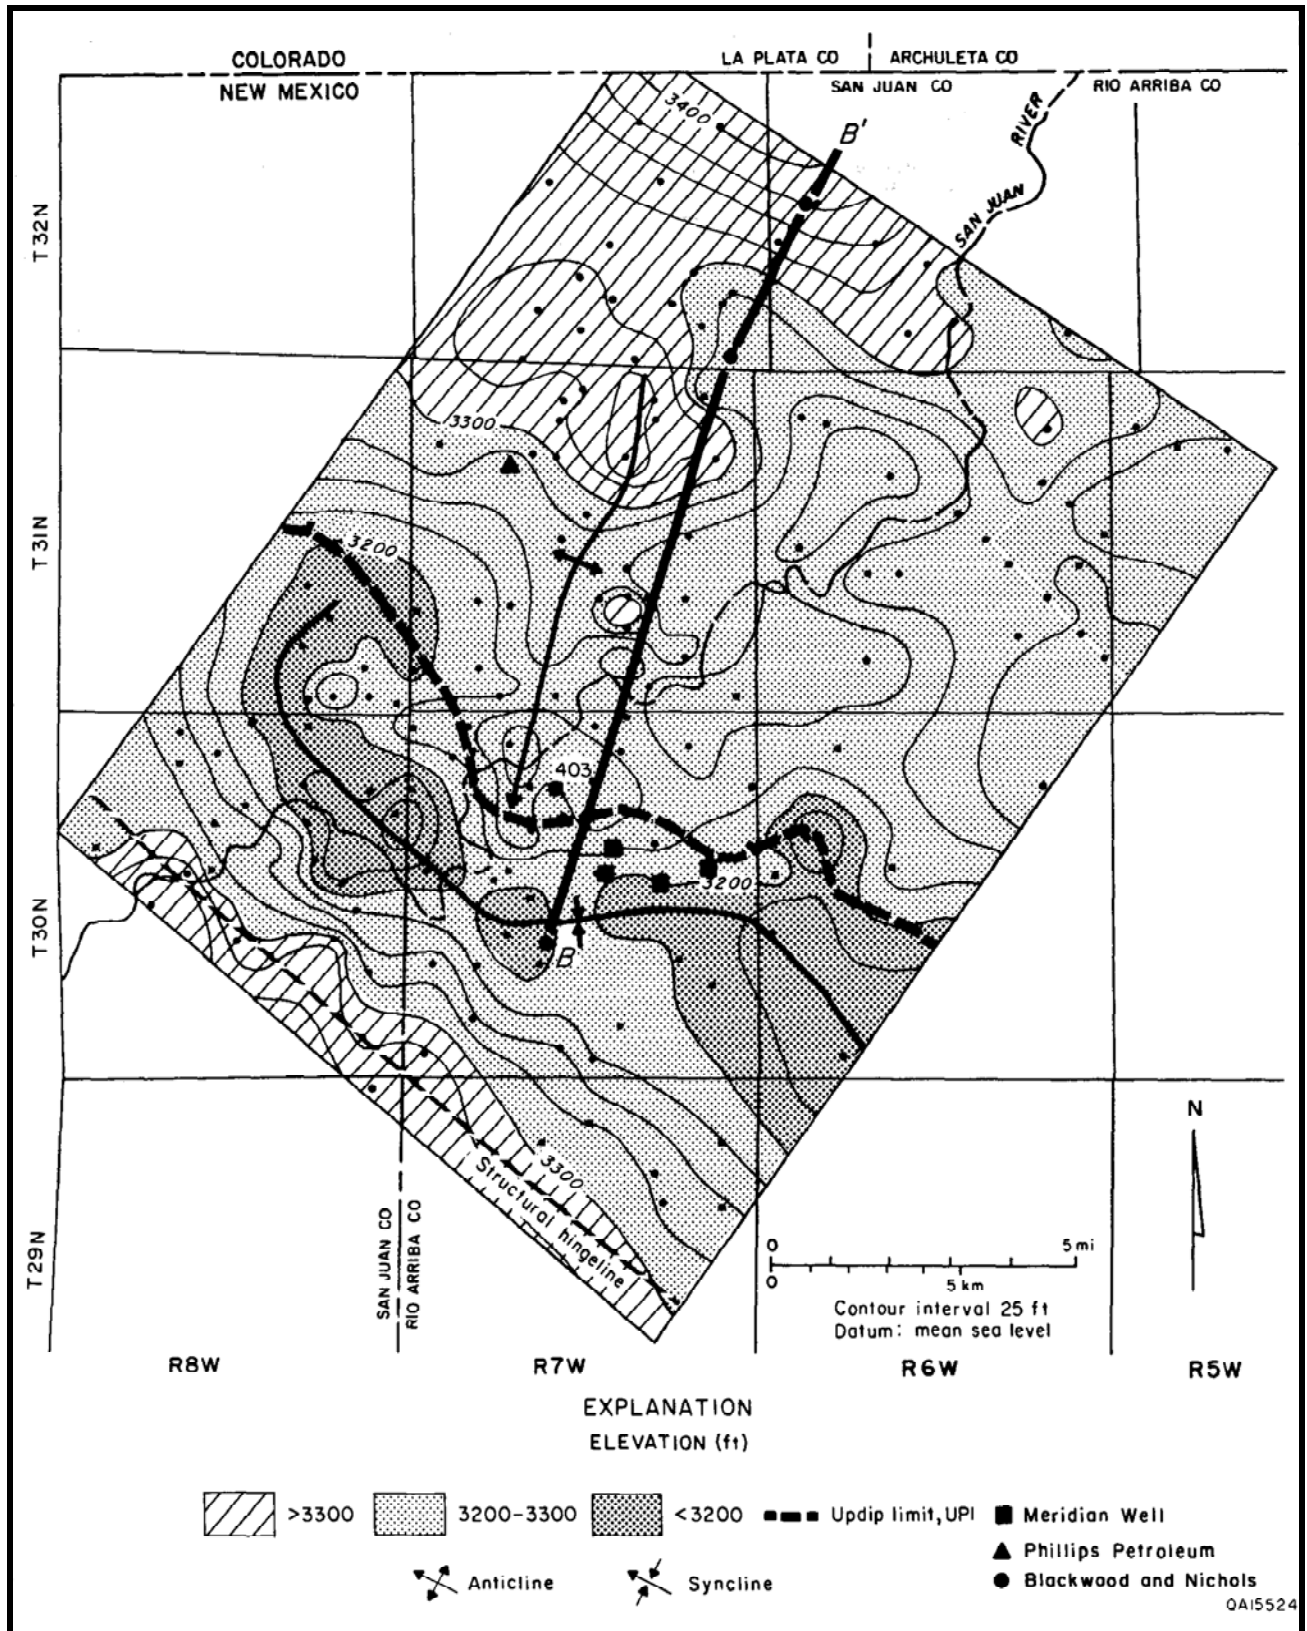 COLORADO
NEW MEXICO
LA PLATA CO
ARCHULETA CO
SAN JUAN CO
RIO ARRIBA CO
3400
B'
RIVER
SAN JUAN
T32N
3300
T31N
3200
403
3200
T30N
B
3300
Structural hingeline
N
T29N
SAN JUAN CO
RIO ARRIBA CO
0 5 mi
0 5 km
Contour interval 25 ft
Datum: mean sea level
R8W R7W R6W R5W
EXPLANATION
ELEVATION (ft)
>3300 3200-3300 <3200 Updip limit, UPI Meridian Well
Phillips Petroleum
Anticline Syncline Blackwood and Nichols
QA15524